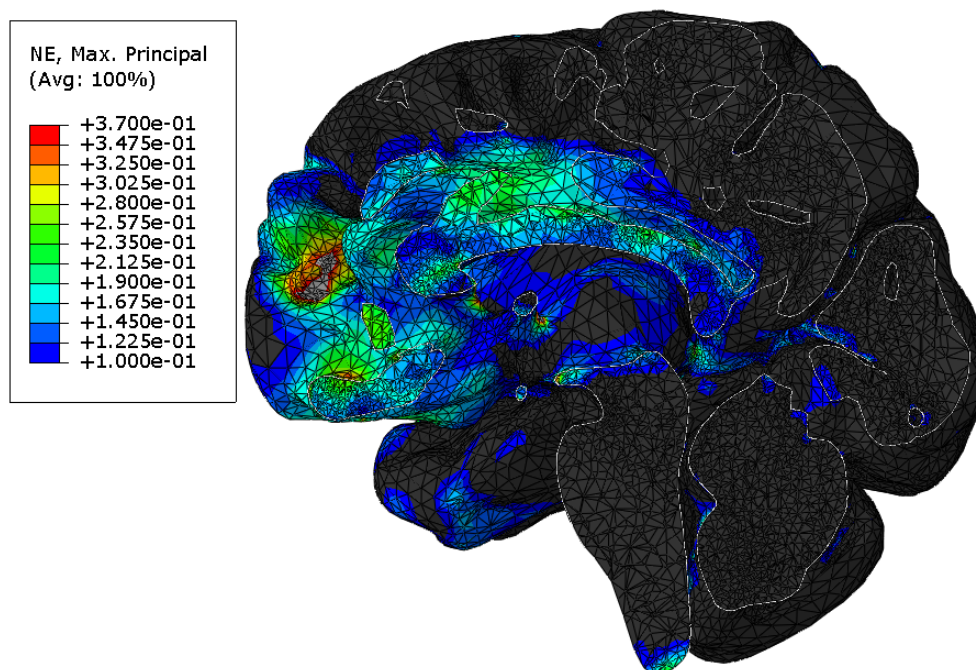 NE, Max. Principal
(Avg: 100%)
+3.700e-01
+3.475e-01
+3.250e-01
+3.025e-01
+2.800e-01
+2.575e-01
+2.350e-01
+2.125e-01
+1.900e-01
+1.675e-01
+1.450e-01
+1.225e-01
+1.000e-01